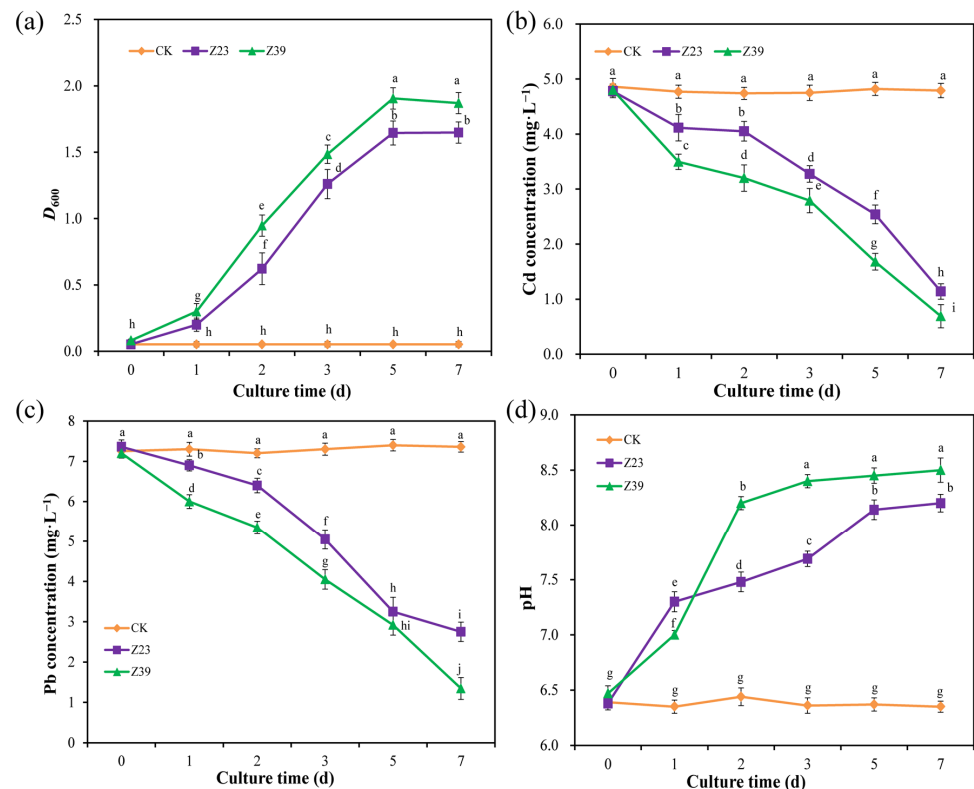 (a)
CK Z23 Z39
2.5
2.0
1.5
1.0
0.5
0.0
D600
h g h e f h c d h a b h a b h
0 1 2 3 5 7
Culture time (d)
(b)
CK Z23 Z39
6.0
5.0
4.0
3.0
2.0
1.0
0.0
Cd concentration (mg·L−1)
a a b c a b d a d e a f g a h i
0 1 2 3 5 7
Culture time (d)
(c)
8
7
6
5
4
3
2
1
0
Pb concentration (mg·L−1)
a a b d a c e a f g a h hi a i j
CK
Z23
Z39
0 1 2 3 5 7
Culture time (d)
(d)
CK
Z23
Z39
9.0
8.5
8.0
7.5
7.0
6.5
6.0
pH
g e f g b d g a c g a b g a b g
0 1 2 3 5 7
Culture time (d)